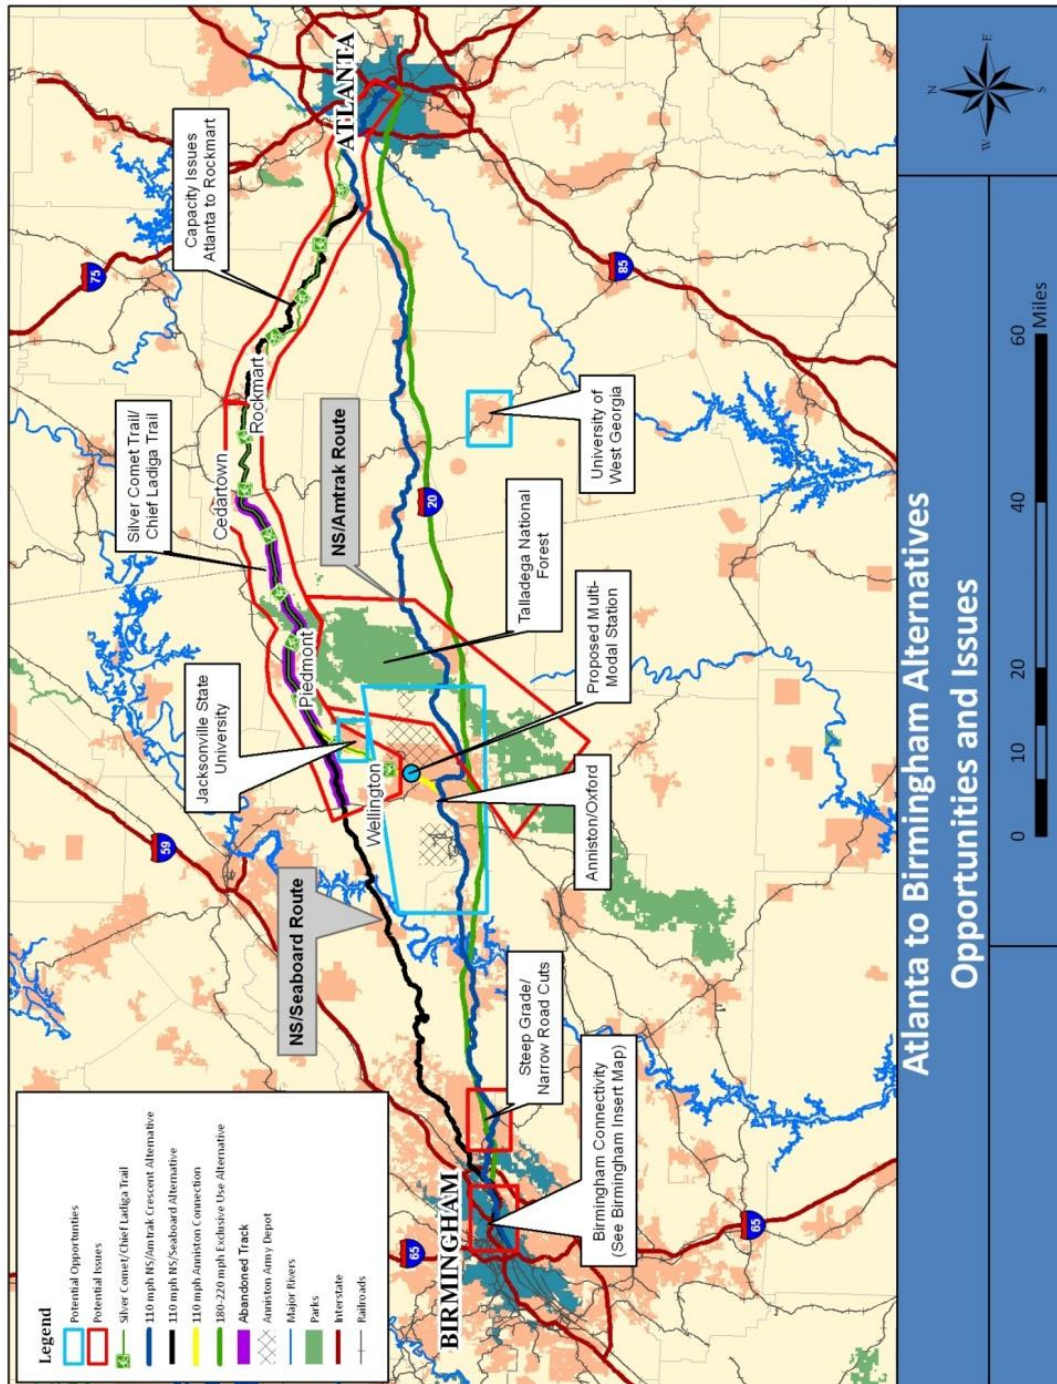 Legend
Potential Opportunities
Potential Issues
Silver Comet/Chief Ladiga Trail
110 mph NS/Amtrak Crescent Alternative
110 mph NS/Seaboard Alternative
110 mph Anniston Connection
180-220 mph Exclusive Use Alternative
Abandoned Track
Anniston Army Depot
Major Rivers
Parks
Interstate
Railroads
59
75
Silver Comet Trail/
Chief Ladiga Trail
Capacity Issues
Atlanta to Rockmart
Jacksonville State
University
Cedartown
Rockmart
Piedmont
ATLANTA
NS/Seaboard Route
Wellington
NS/Amtrak Route
65
BIRMINGHAM
20
Steep Grade/
Narrow Road Cuts
Birmingham Connectivity
(See Birmingham Insert Map)
Anniston/Oxford
Proposed Multi-
Modal Station
Talladega National
Forest
University of
West Georgia
85
65
0 10 20 40 60
Miles
Atlanta to Birmingham Alternatives
Opportunities and Issues
N
W
E
S